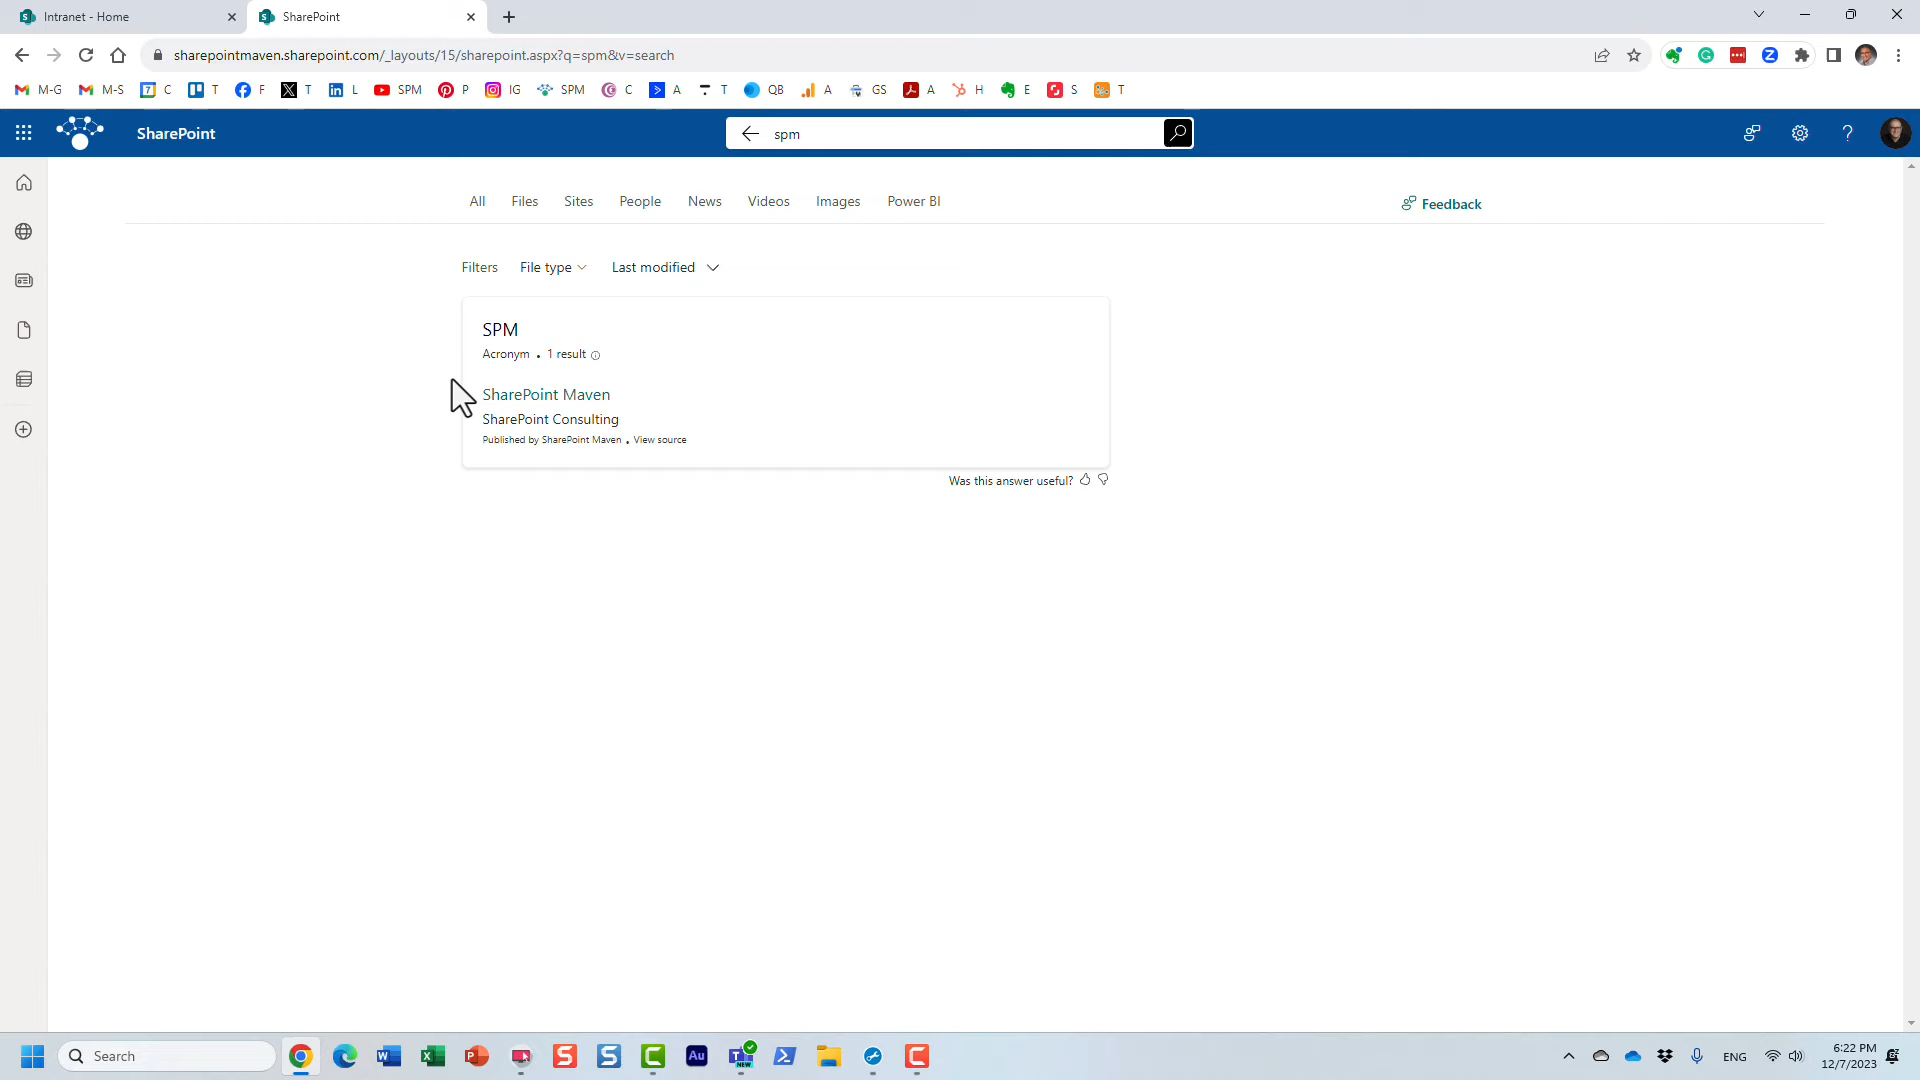 Intranet - Home
SharePoint
sharepointmaven.sharepoint.com/_layouts/15/sharepoint.aspx?q=spm&v=search
M-G M-S C T F T L SPM P IG SPM C A T QB A GS A H E S T
SharePoint
spm
All Files Sites People News Videos Images Power BI
Feedback
Filters File type Last modified
SPM
Acronym • 1 result
SharePoint Maven
SharePoint Consulting
Published by SharePoint Maven • View source
Was this answer useful?
Search
ENG
6:22 PM
12/7/2023